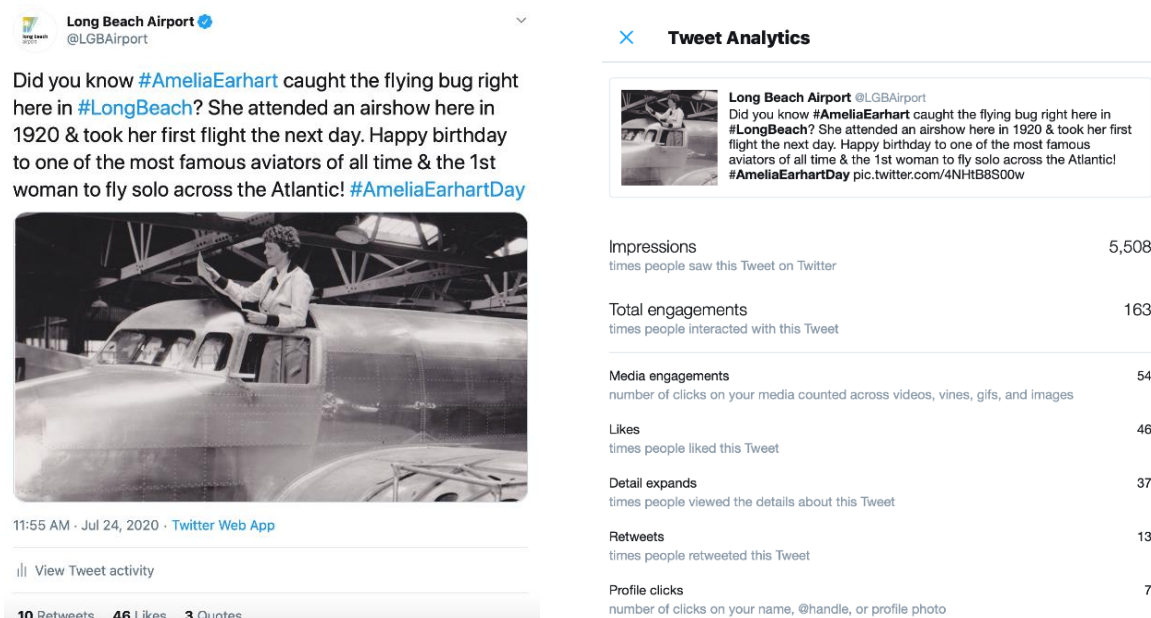 Long Beach Airport
@LGBAirport
Did you know #AmeliaEarhart caught the flying bug right
here in #LongBeach? She attended an airshow here in
1920 & took her first flight the next day. Happy birthday
to one of the most famous aviators of all time & the 1st
woman to fly solo across the Atlantic! #AmeliaEarhartDay
11:55 AM · Jul 24, 2020 · Twitter Web App
View Tweet activity
10 Retweets 46 Likes 3 Quotes
Tweet Analytics
Long Beach Airport @LGBAirport
Did you know #AmeliaEarhart caught the flying bug right here in
#LongBeach? She attended an airshow here in 1920 & took her first
flight the next day. Happy birthday to one of the most famous
aviators of all time & the 1st woman to fly solo across the Atlantic!
#AmeliaEarhartDay pic.twitter.com/4NHtB8S00w
Impressions 5,508
times people saw this Tweet on Twitter
Total engagements 163
times people interacted with this Tweet
Media engagements 54
number of clicks on your media counted across videos, vines, gifs, and images
Likes 46
times people liked this Tweet
Detail expands 37
times people viewed the details about this Tweet
Retweets 13
times people retweeted this Tweet
Profile clicks 7
number of clicks on your name, @handle, or profile photo